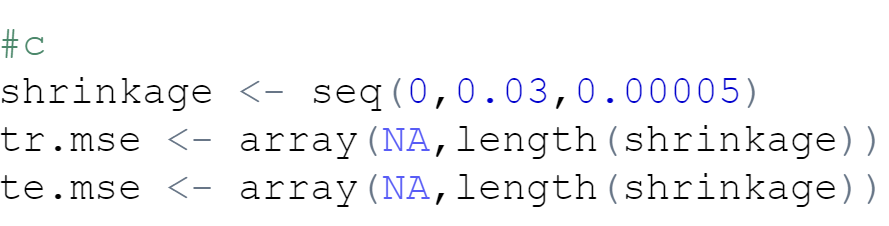 #c
shrinkage <- seq(0,0.03,0.00005)
tr.mse <- array(NA,length(shrinkage))
te.mse <- array(NA,length(shrinkage))